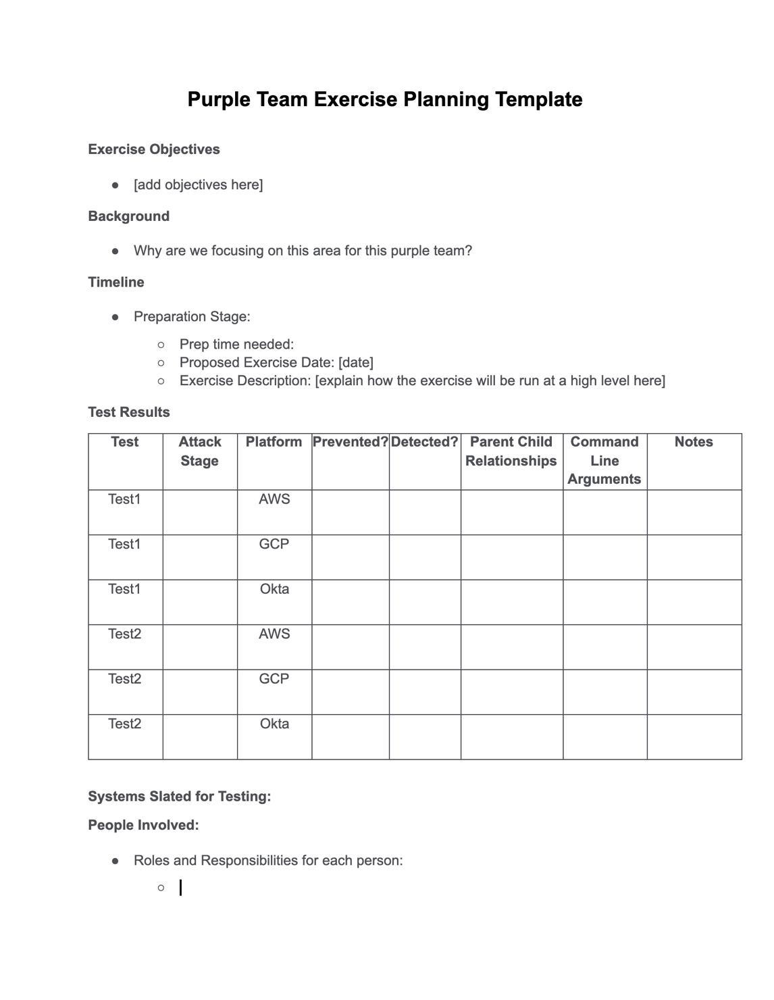 Purple Team Exercise Planning Template
Exercise Objectives
● [add objectives here]
Background
● Why are we focusing on this area for this purple team?
Timeline
● Preparation Stage:
○ Prep time needed:
○ Proposed Exercise Date: [date]
○ Exercise Description: [explain how the exercise will be run at a high level here]
Test Results
Test Attack Stage Platform Prevented? Detected? Parent Child Relationships Command Line Arguments Notes
Test1 AWS
Test1 GCP
Test1 Okta
Test2 AWS
Test2 GCP
Test2 Okta
Systems Slated for Testing:
People Involved:
● Roles and Responsibilities for each person:
○